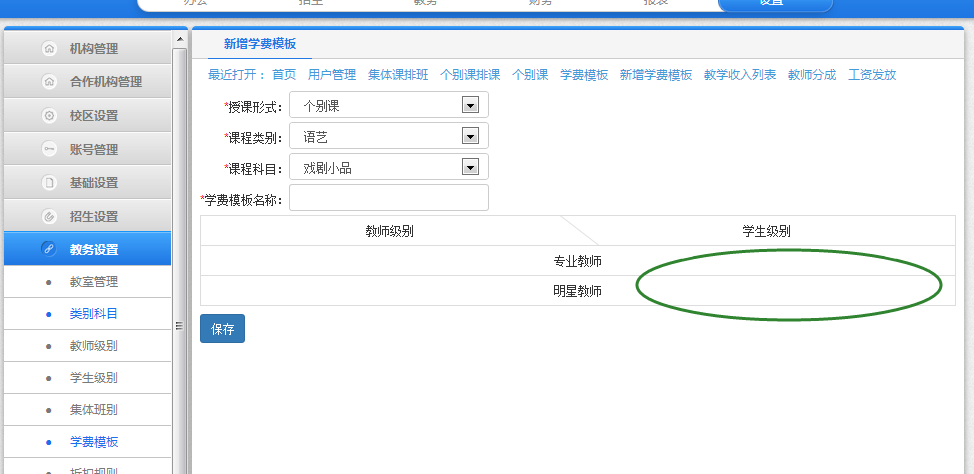 办公 招生 教务 财务 报表 设置
机构管理
合作机构管理
校区设置
账号管理
基础设置
招生设置
教务设置
教室管理
类别科目
教师级别
学生级别
集体班别
学费模板
折扣规则
新增学费模板
最近打开： 首页 用户管理 集体课排班 个别课排课 个别课 学费模板 新增学费模板 教学收入列表 教师分成 工资发放
*授课形式： 个别课
*课程类别： 语艺
*课程科目： 戏剧小品
*学费模板名称：
教师级别 学生级别
专业教师
明星教师
保存